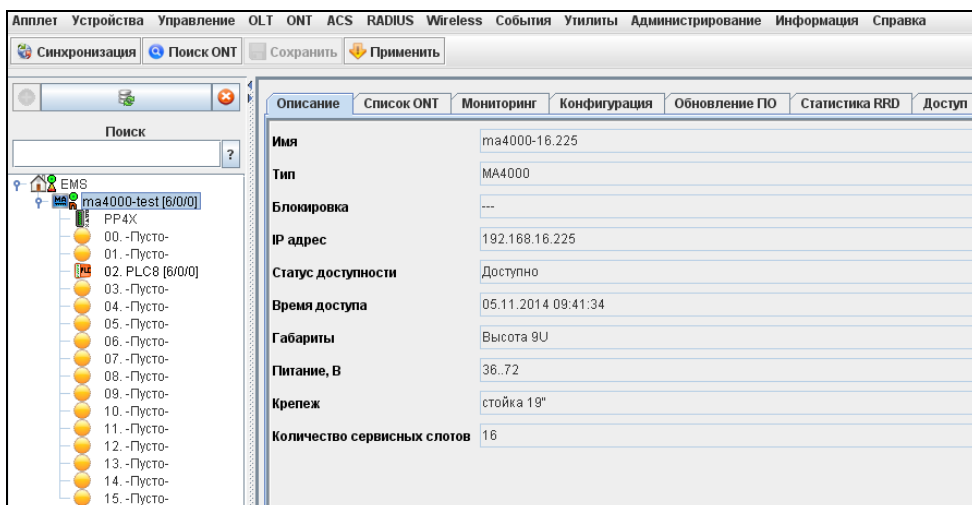 Апплет Устройства Управление OLT ONT ACS RADIUS Wireless События Утилиты Администрирование Информация Справка
Синхронизация Поиск ONT Сохранить Применить
Описание Список ONT Мониторинг Конфигурация Обновление ПО Статистика RRD Доступ
Поиск
?
EMS
ma4000-test [6/0/0]
PP4X
00. -Пусто-
01. -Пусто-
02. PLC8 [6/0/0]
03. -Пусто-
04. -Пусто-
05. -Пусто-
06. -Пусто-
07. -Пусто-
08. -Пусто-
09. -Пусто-
10. -Пусто-
11. -Пусто-
12. -Пусто-
13. -Пусто-
14. -Пусто-
15. -Пусто-
Имя ma4000-16.225
Тип MA4000
Блокировка ---
IP адрес 192.168.16.225
Статус доступности Доступно
Время доступа 05.11.2014 09:41:34
Габариты Высота 9U
Питание, В 36..72
Крепеж стойка 19"
Количество сервисных слотов 16